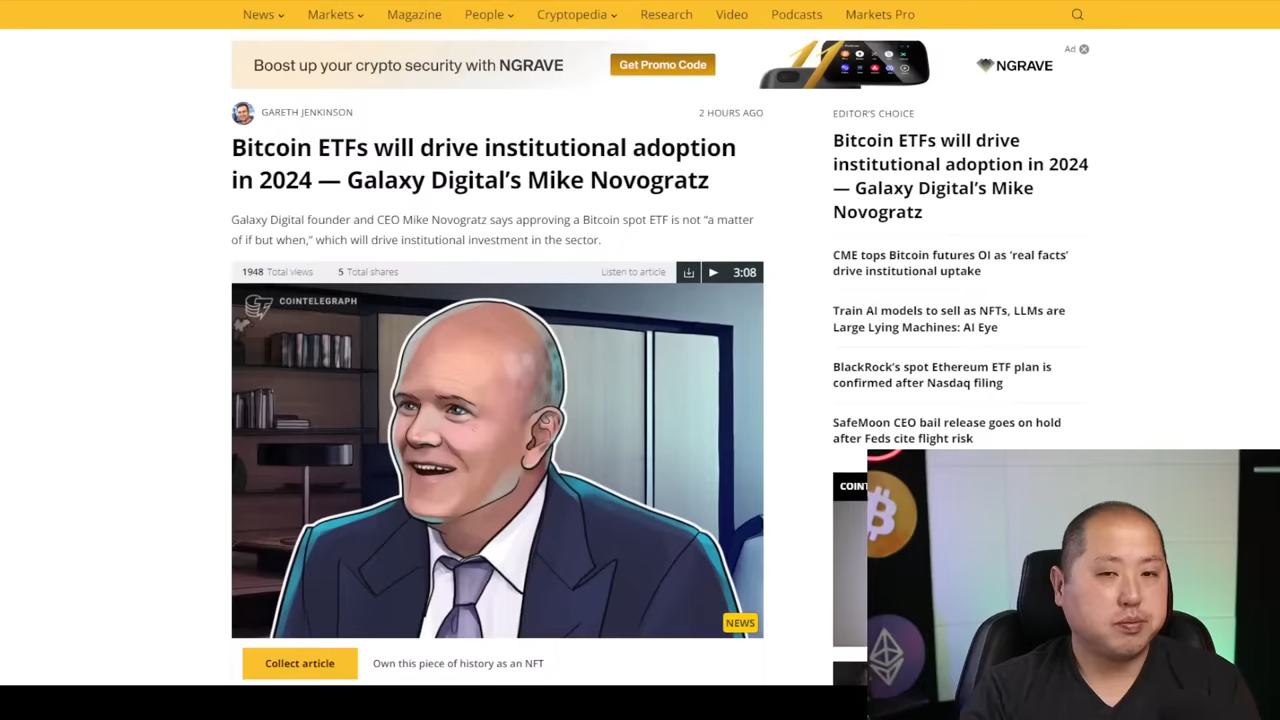 News
Markets
Magazine
People
Cryptopedia
Research
Video
Podcasts
Markets Pro
Boost up your crypto security with NGRAVE
Get Promo Code
11
NGRAVE
Ad
GARETH JENKINSON
2 HOURS AGO
Bitcoin ETFs will drive institutional adoption
in 2024 — Galaxy Digital’s Mike Novogratz
Galaxy Digital founder and CEO Mike Novogratz says approving a Bitcoin spot ETF is not “a matter
of if but when,” which will drive institutional investment in the sector.
1948 Total views
5 Total shares
Listen to article
3:08
COINTELEGRAPH
NEWS
Collect article
Own this piece of history as an NFT
EDITOR’S CHOICE
Bitcoin ETFs will drive
institutional adoption in 2024
— Galaxy Digital’s Mike
Novogratz
CME tops Bitcoin futures OI as ‘real facts’
drive institutional uptake
Train AI models to sell as NFTs, LLMs are
Large Lying Machines: AI Eye
BlackRock’s spot Ethereum ETF plan is
confirmed after Nasdaq filing
SafeMoon CEO bail release goes on hold
after Feds cite flight risk
COINT